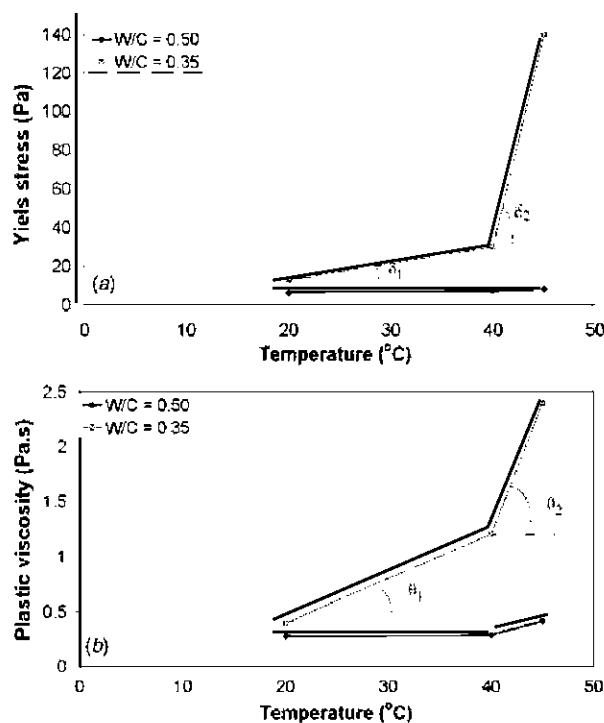 140
120
100
80
60
40
20
0
Yiels stress (Pa)
W/C = 0.50
W/C = 0.35
δ1
δ2
(a)
0 10 20 30 40 50
Temperature (°C)
2.5
2
1.5
1
0.5
0
Plastic viscosity (Pa.s)
W/C = 0.50
W/C = 0.35
θ1
θ2
(b)
0 10 20 30 40 50
Temperature (°C)